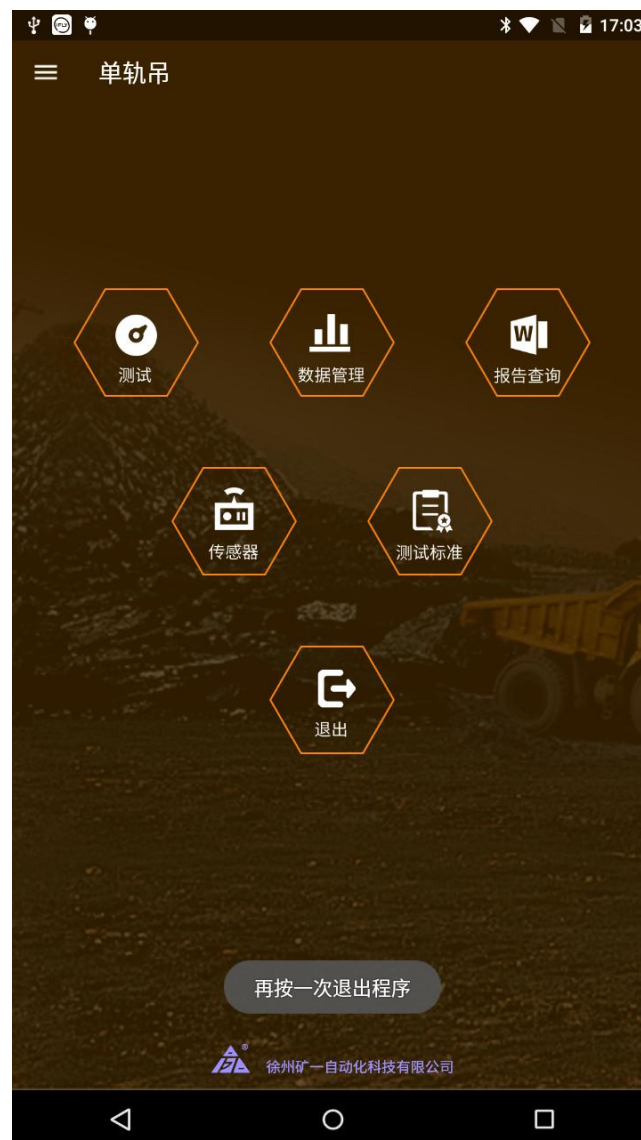 17:03
单轨吊
测试
数据管理
W
报告查询
传感器
测试标准
退出
再按一次退出程序
徐州矿一自动化科技有限公司